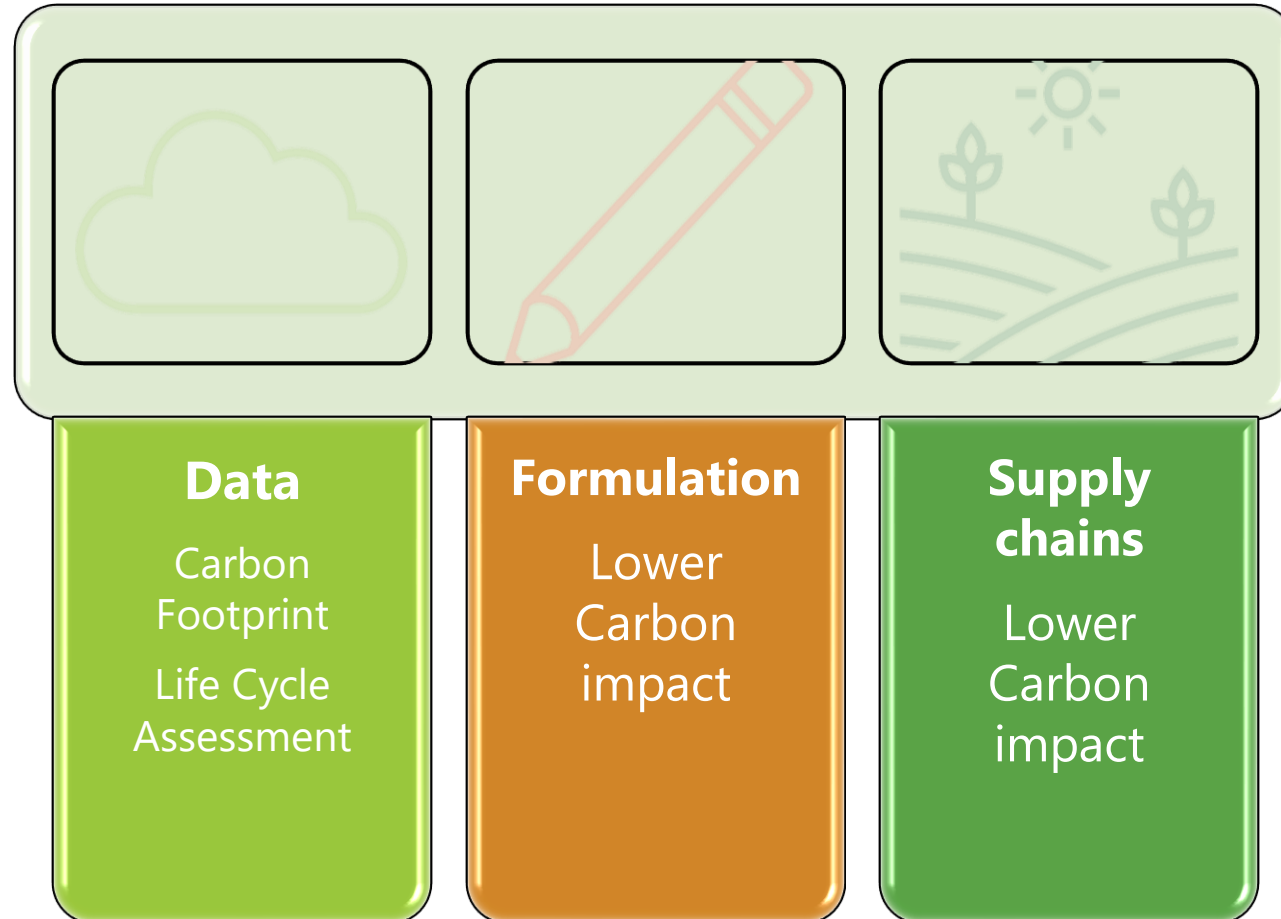 Data
Carbon
Footprint
Life Cycle
Assessment
Formulation
Lower
Carbon
impact
Supply
chains
Lower
Carbon
impact